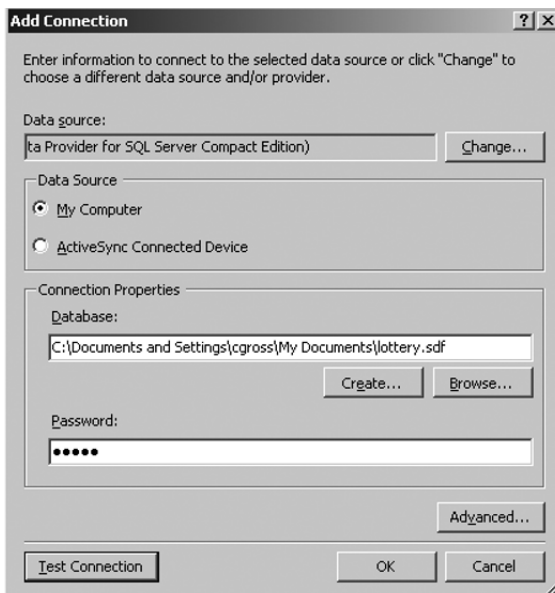 Add Connection
Enter information to connect to the selected data source or click "Change" to
choose a different data source and/or provider.
Data source:
ta Provider for SQL Server Compact Edition)
Change...
Data Source
My Computer
ActiveSync Connected Device
Connection Properties
Database:
C:\Documents and Settings\cgross\My Documents\lottery.sdf
Create...
Browse...
Password:
●●●●●
Advanced...
Test Connection
OK
Cancel